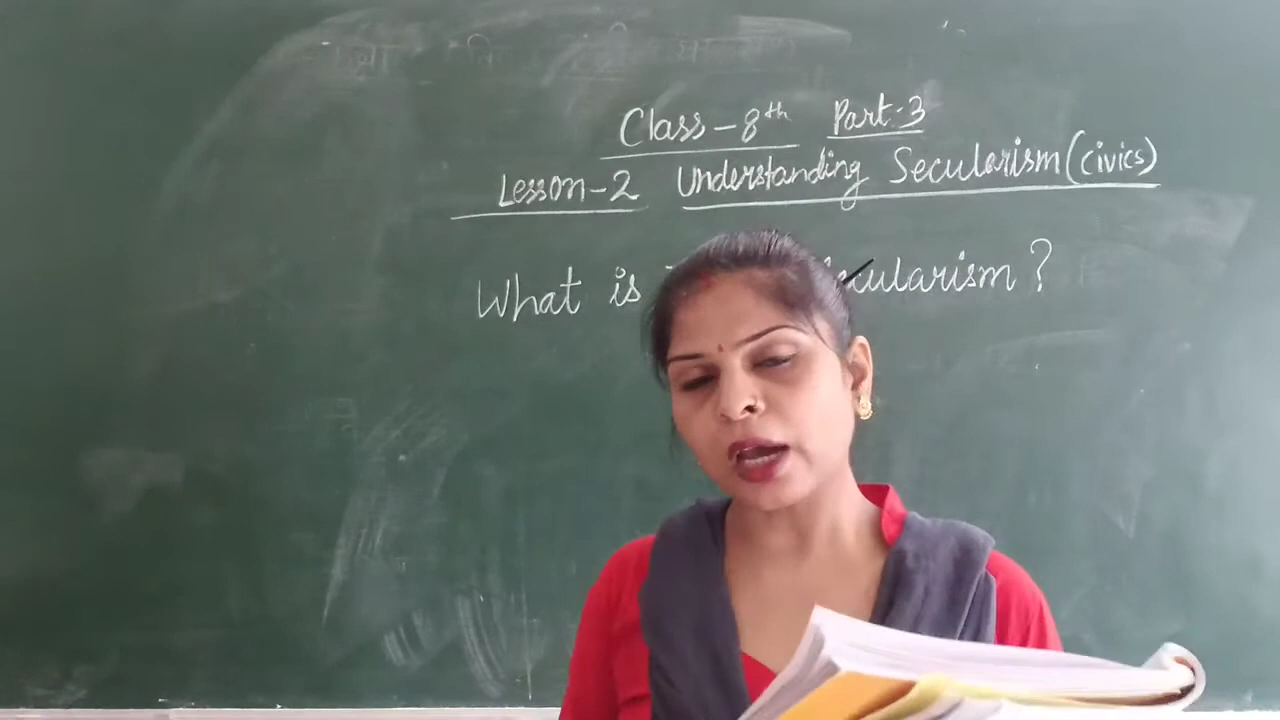 Class-8th Part-3
Lesson-2 Understanding Secularism (Civics)
What is ecularism?